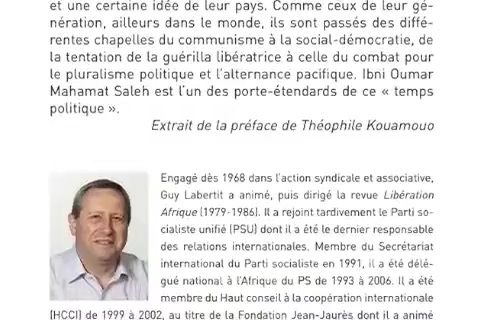 et une certaine idée de leur pays. Comme ceux de leur gé-
nération, ailleurs dans le monde, ils sont passés des diffé-
rentes chapelles du communisme à la social-démocratie, de
la tentation de la guérilla libératrice à celle du combat pour
le pluralisme politique et l'alternance pacifique. Ibni Oumar
Mahamat Saleh est l'un des porte-étendards de ce « temps
politique ».
Extrait de la préface de Théophile Kouamouo
Engagé dès 1968 dans l'action syndicale et associative,
Guy Labertit a animé, puis dirigé la revue Libération
Afrique (1979-1986). Il a rejoint tardivement le Parti so-
cialiste unifié (PSU) dont il a été le dernier responsable
des relations internationales. Membre du Secrétariat
international du Parti socialiste en 1991, il a été délé-
gué national à l'Afrique du PS de 1993 à 2006. Il a été
membre du Haut conseil à la coopération internationale
(HCCI) de 1999 à 2002, au titre de la Fondation Jean-Jaurès dont il a animé